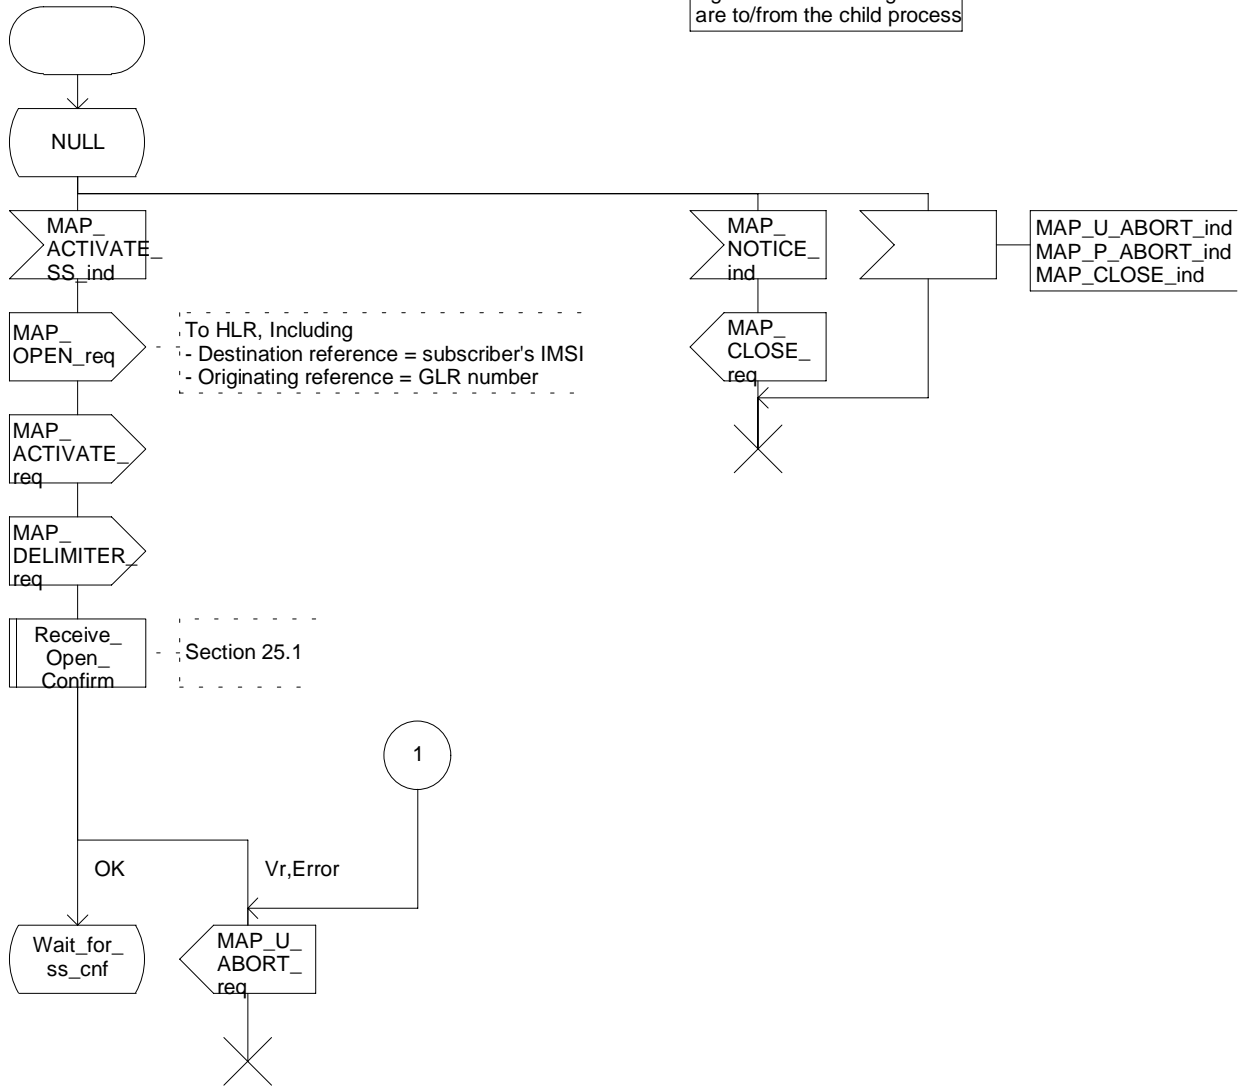 are to/from the child process
NULL
MAP_
ACTIVATE_
SS_ind
MAP_
NOTICE_
ind
MAP_U_ABORT_ind
MAP_P_ABORT_ind
MAP_CLOSE_ind
MAP_
OPEN_req
To HLR, Including
- Destination reference = subscriber's IMSI
- Originating reference = GLR number
MAP_
CLOSE_
req
MAP_
ACTIVATE_
req
MAP_
DELIMITER_
req
Receive_
Open_
Confirm
Section 25.1
1
OK
Vr,Error
Wait_for_
ss_cnf
MAP_U_
ABORT_
req